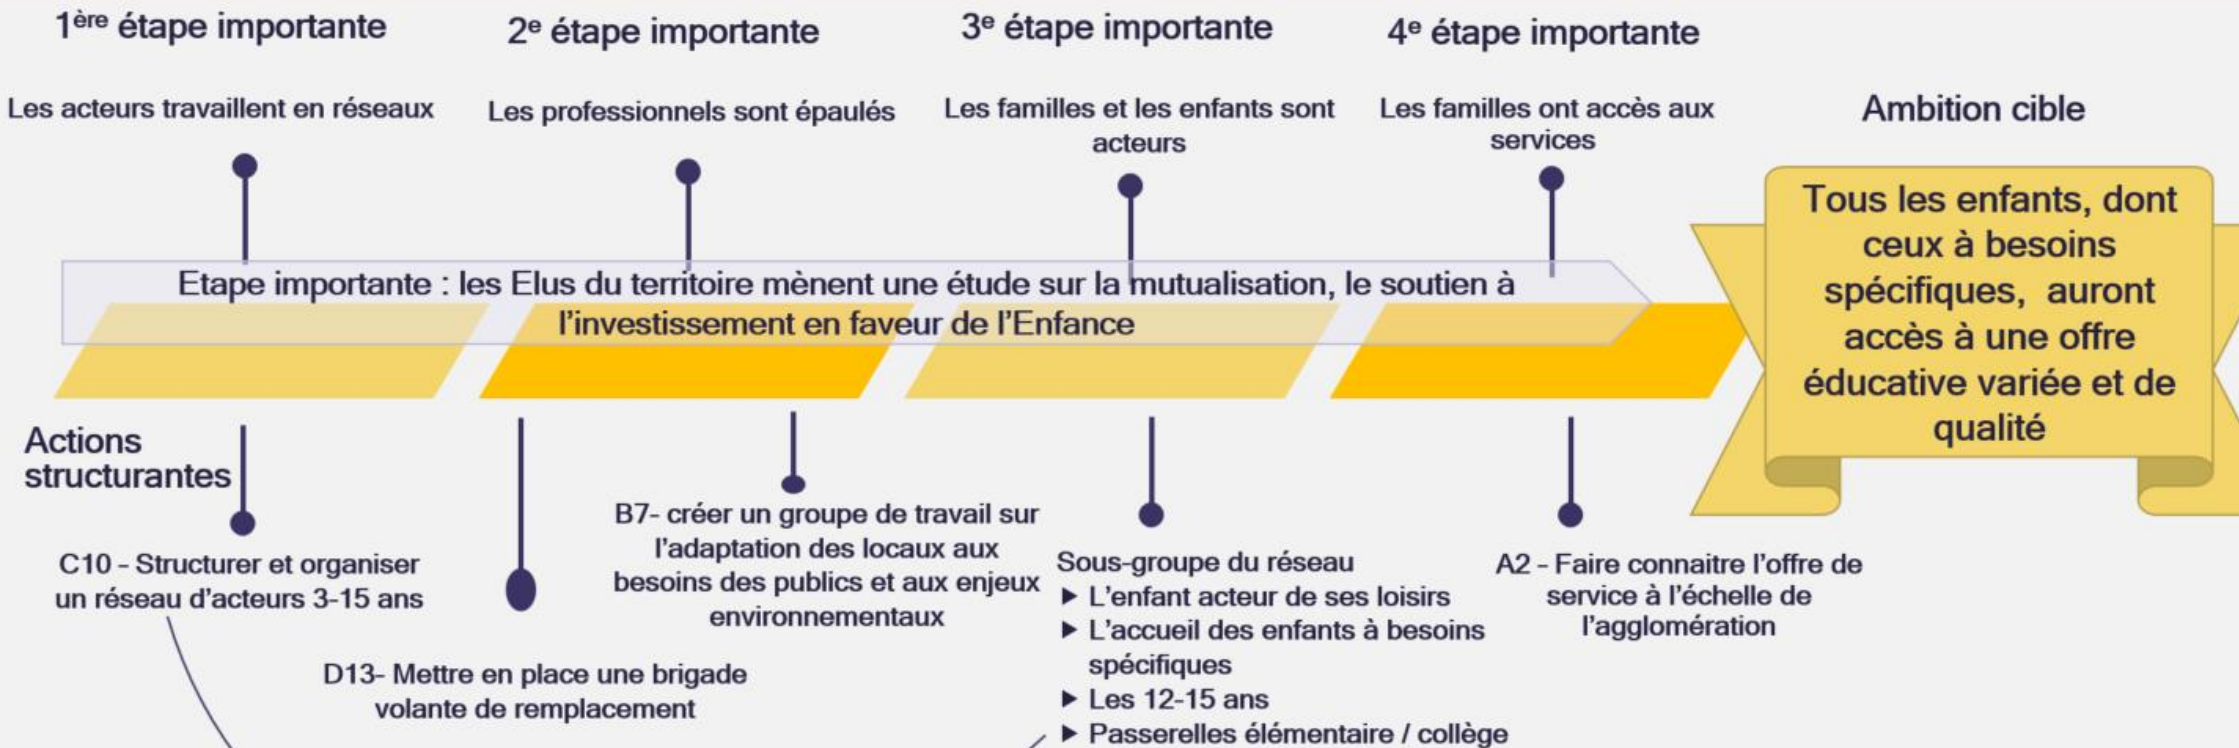 1ère étape importante
2e étape importante
3e étape importante
4e étape importante
Les acteurs travaillent en réseaux
Les professionnels sont épaulés
Les familles et les enfants sont
acteurs
Les familles ont accès aux
services
Ambition cible
Tous les enfants, dont
ceux à besoins
spécifiques, auront
accès à une offre
éducative variée et de
qualité
Etape importante : les Elus du territoire mènent une étude sur la mutualisation, le soutien à
l'investissement en faveur de l'Enfance
Actions
structurantes
C10 - Structurer et organiser
un réseau d'acteurs 3-15 ans
D13- Mettre en place une brigade
volante de remplacement
B7- créer un groupe de travail sur
l'adaptation des locaux aux
besoins des publics et aux enjeux
environnementaux
Sous-groupe du réseau
▶ L'enfant acteur de ses loisirs
▶ L'accueil des enfants à besoins
spécifiques
▶ Les 12-15 ans
▶ Passerelles élémentaire / collège
A2 - Faire connaitre l'offre de
service à l'échelle de
l'agglomération